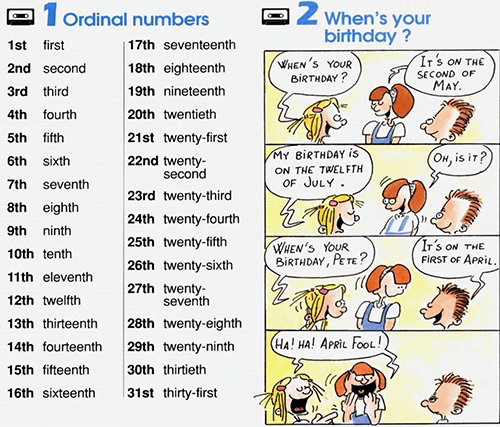 1 Ordinal numbers
1st first
2nd second
3rd third
4th fourth
5th fifth
6th sixth
7th seventh
8th eighth
9th ninth
10th tenth
11th eleventh
12th twelfth
13th thirteenth
14th fourteenth
15th fifteenth
16th sixteenth
17th seventeenth
18th eighteenth
19th nineteenth
20th twentieth
21st twenty-first
22nd twenty-
second
23rd twenty-third
24th twenty-fourth
25th twenty-fifth
26th twenty-sixth
27th twenty-
seventh
28th twenty-eighth
29th twenty-ninth
30th thirtieth
31st thirty-first
2 When's your
birthday ?
WHEN'S YOUR
BIRTHDAY ?
IT'S ON THE
SECOND OF
MAY.
MY BIRTHDAY IS
ON THE TWELFTH
OF JULY .
OH, IS IT ?
WHEN'S YOUR
BIRTHDAY, PETE ?
IT'S ON THE
FIRST OF APRIL.
HA! HA! APRIL FOOL !